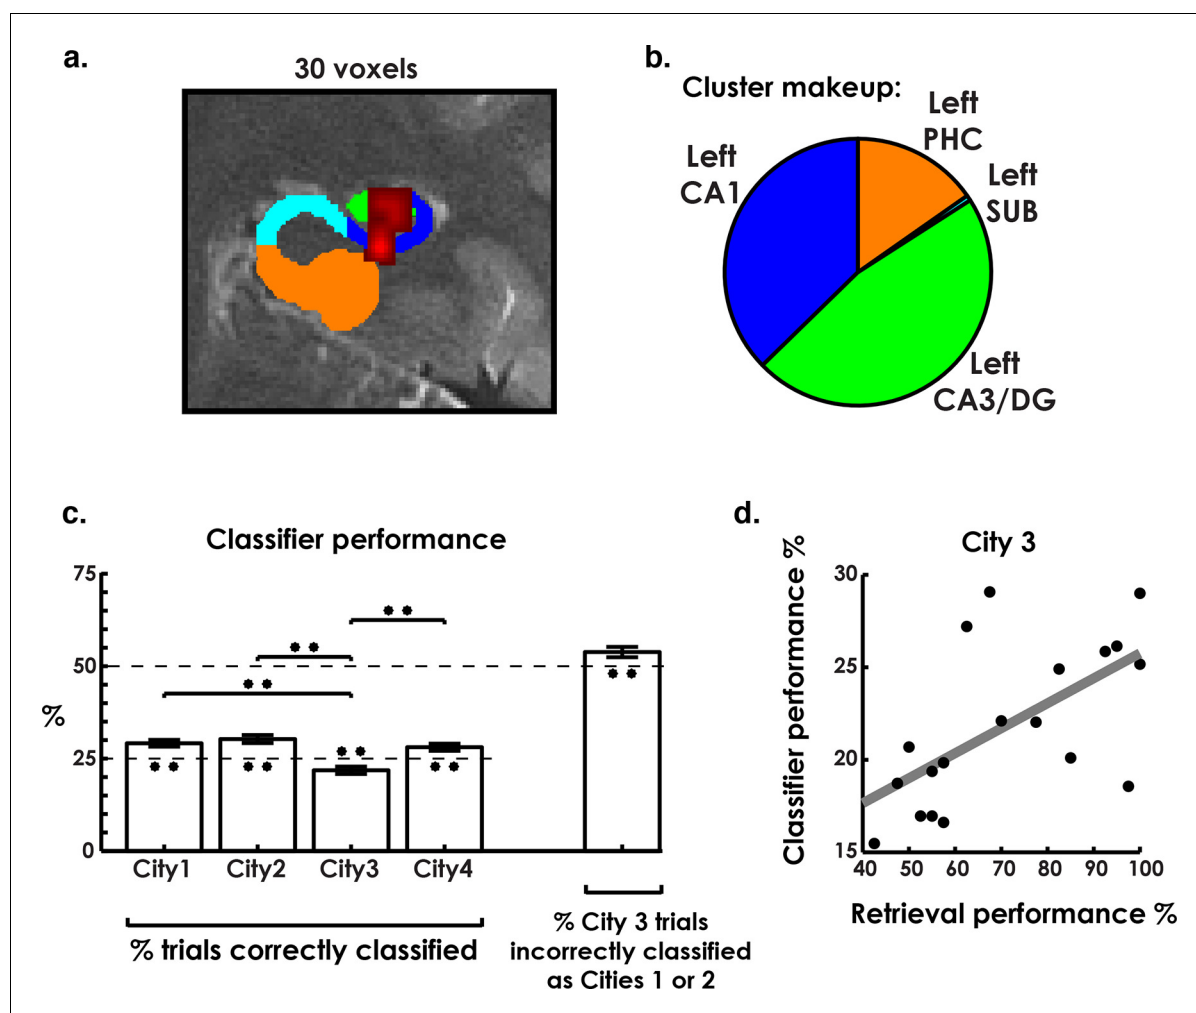 a.
30 voxels
b.
Cluster makeup:
Left
PHC
Left
SUB
Left
CA1
Left
CA3/DG
c.
Classifier performance
75
50
25
0
%
** 
**
**
**
**
**
**
**
City1
City2
City3
City4
% trials correctly classified
% City 3 trials
incorrectly classified
as Cities 1 or 2
d.
City 3
Classifier performance %
30
25
20
15
40 50 60 70 80 90 100
Retrieval performance %